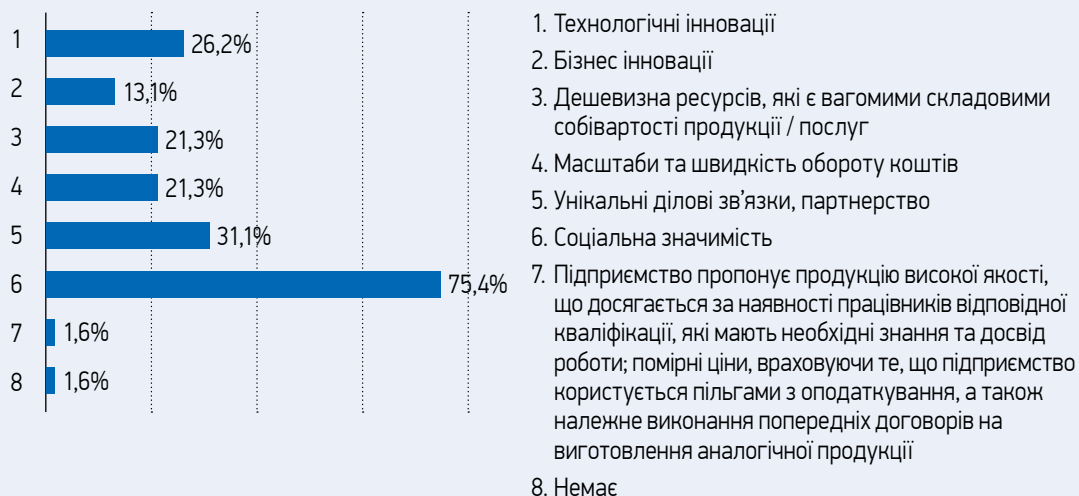 1 26,2%
2 13,1%
3 21,3%
4 21,3%
5 31,1%
6 75,4%
7 1,6%
8 1,6%
1. Технологічні інновації
2. Бізнес інновації
3. Дешевизна ресурсів, які є вагомими складовими
собівартості продукції / послуг
4. Масштаби та швидкість обороту коштів
5. Унікальні ділові зв’язки, партнерство
6. Соціальна значимість
7. Підприємство пропонує продукцію високої якості,
що досягається за наявності працівників відповідної
кваліфікації, які мають необхідні знання та досвід
роботи; помірні ціни, враховуючи те, що підприємство
користується пільгами з оподаткування, а також
належне виконання попередніх договорів на
виготовлення аналогічної продукції
8. Немає